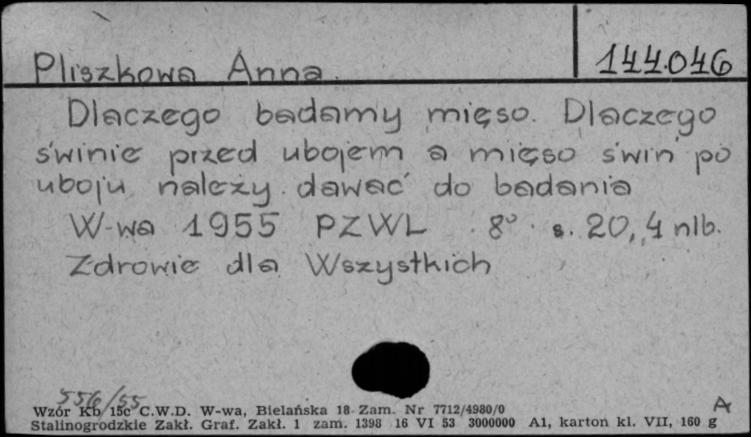 Pliszkowa Anna. 144.046
Dlaczego badamy mięso. Dlaczego
świnie przed ubojem a mięso świń po
uboju należy dawać do badania
W-wa 1955 PZWL 8° s. 20, 4 nlb.
Zdrowie dla Wszystkich
556/55
Wzór Kb 15c C.W.D. W-wa, Bielańska 18 Zam. Nr 7712/4980/0
A
Stalinogrodzkie Zakł. Graf. Zakł. 1 zam. 1398 16 VI 53 3000000 A1, karton kl. VII, 160 g